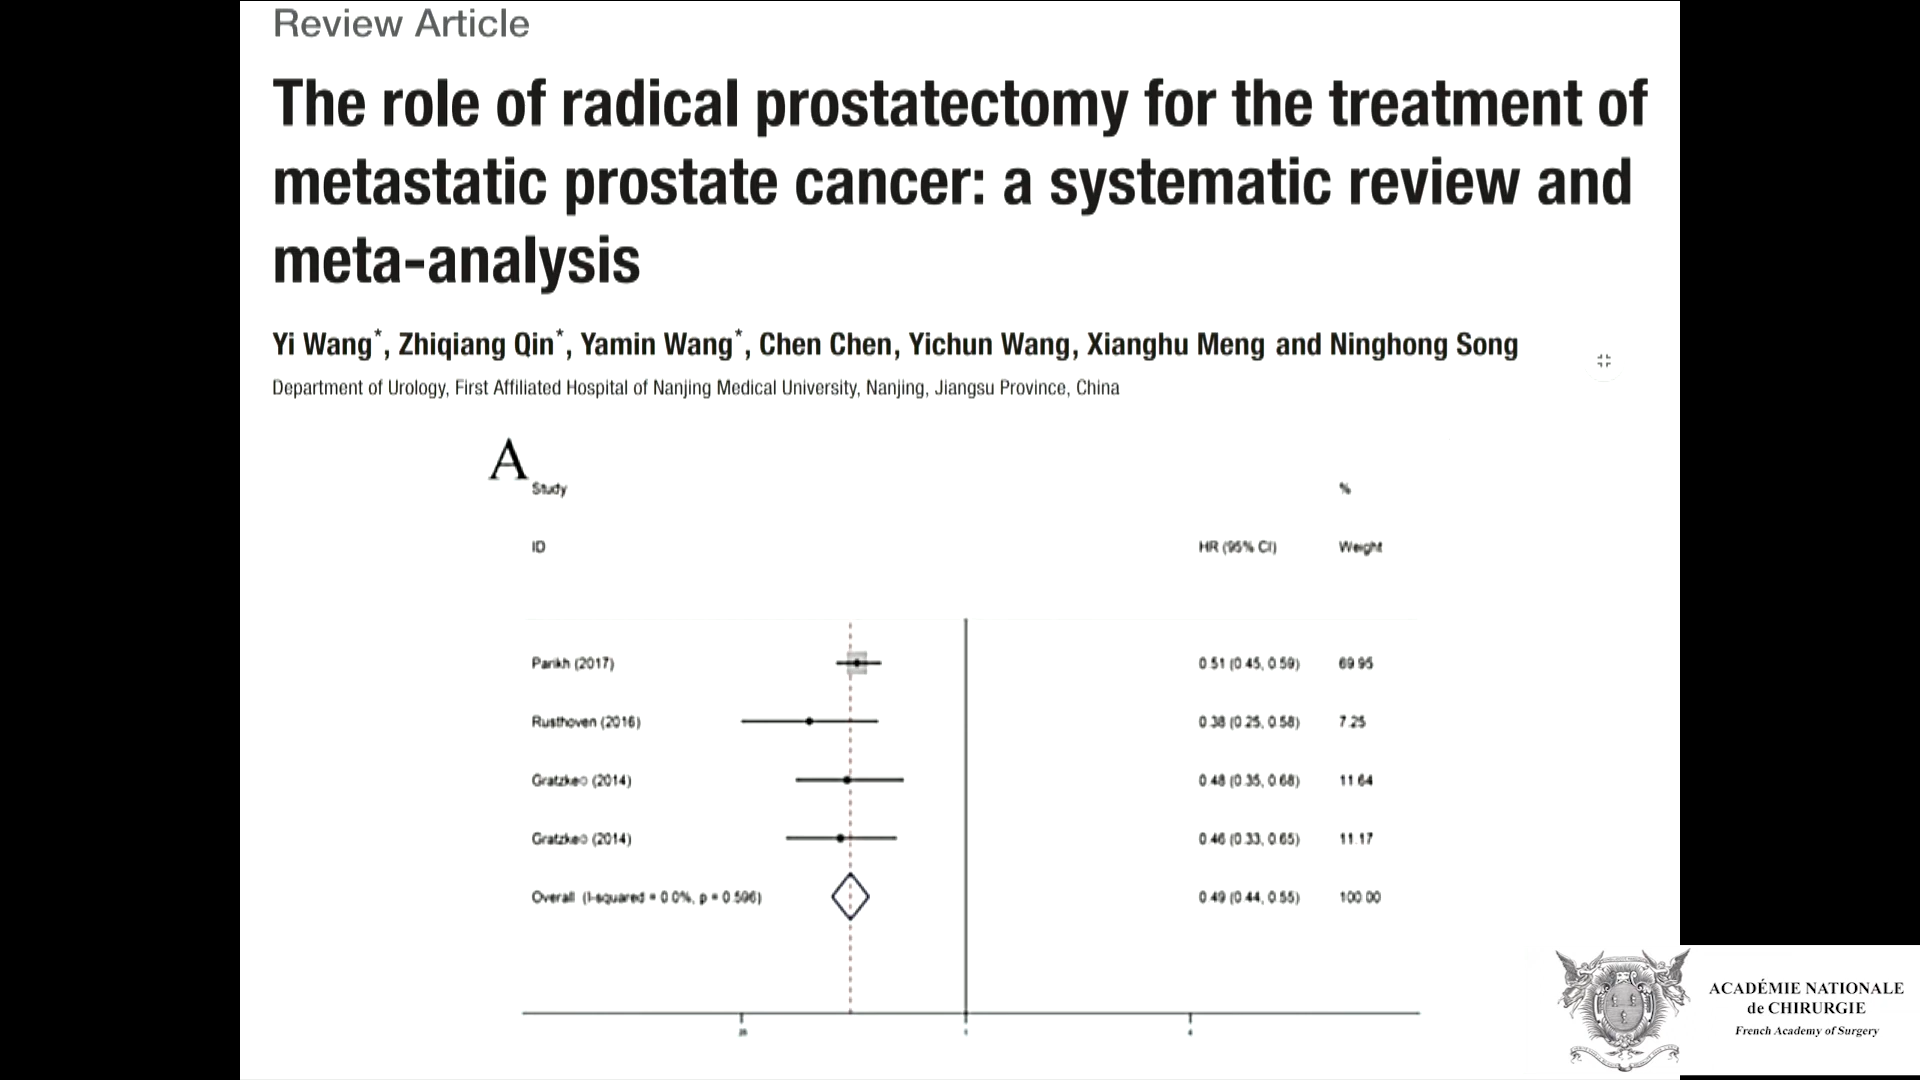 Review Article
The role of radical prostatectomy for the treatment of
metastatic prostate cancer: a systematic review and
meta-analysis
Yi Wang*, Zhiqiang Qin*, Yamin Wang*, Chen Chen, Yichun Wang, Xianghu Meng and Ninghong Song
Department of Urology, First Affiliated Hospital of Nanjing Medical University, Nanjing, Jiangsu Province, China
A
Study %
ID HR (95% CI) Weight
Parikh (2017) 0.51 (0.45, 0.59) 69.95
Rusthoven (2016) 0.38 (0.25, 0.58) 7.25
Gratzkec (2014) 0.48 (0.35, 0.68) 11.64
Gratzkec (2014) 0.46 (0.33, 0.65) 11.17
Overall (I-squared = 0.0%, p = 0.596) 0.49 (0.44, 0.55) 100.00
1 4
ACADÉMIE NATIONALE
de CHIRURGIE
French Academy of Surgery